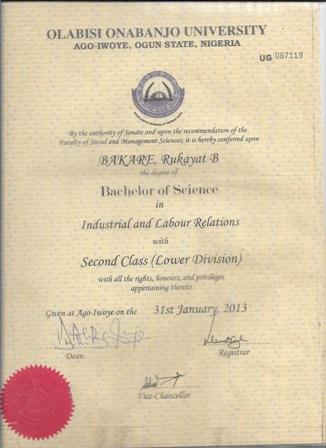 OLABISI ONABANJO UNIVERSITY
AGO-IWOYE, OGUN STATE, NIGERIA
UG 067119
By the authority of Senate and upon the recommendation of the
Faculty of Social and Management Sciences, it is hereby conferred upon
BAKARE, Rukayat B
the degree of
Bachelor of Science
in
Industrial and Labour Relations
with
Second Class (Lower Division)
with all the rights, honours, and privileges
appertaining thereto.
Given at Ago-Iwoye on the 31st January, 2013
Dean
Registrar
Vice-Chancellor